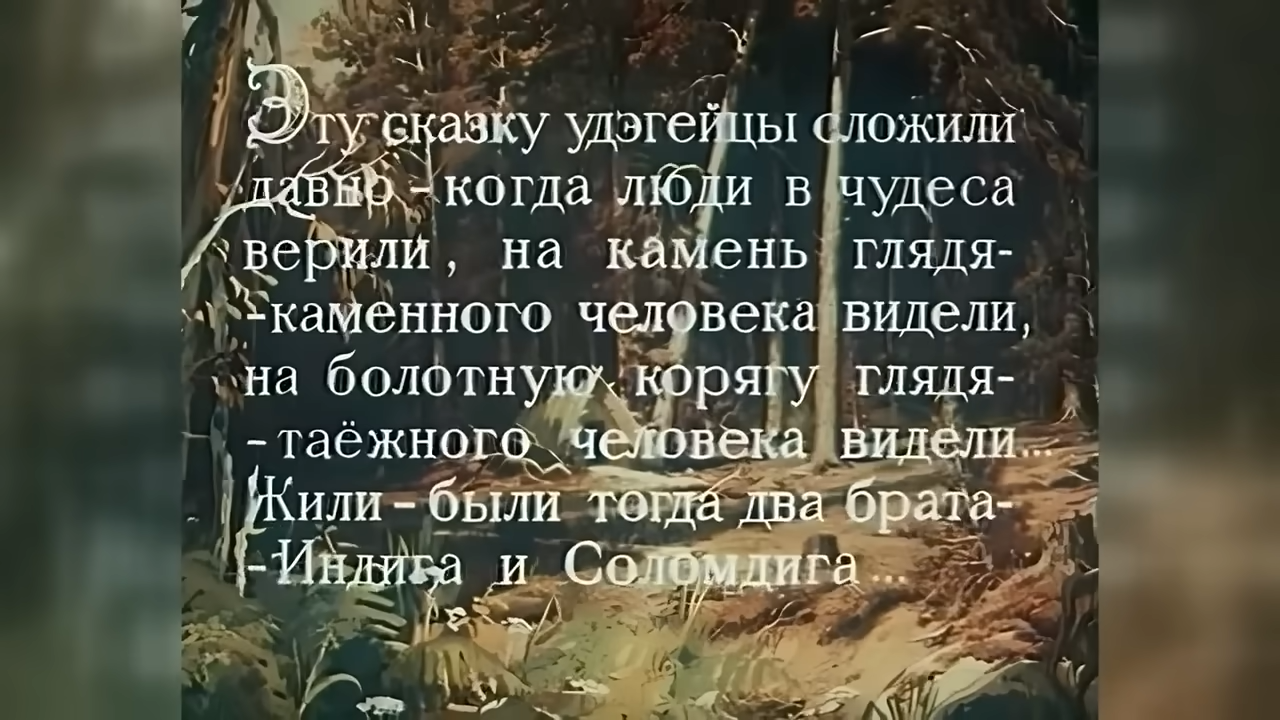 Эту сказку удэгейцы сложили
давно - когда люди в чудеса
верили, на камень глядя-
-каменного человека видели,
на болотную корягу глядя-
-таёжного человека видели...
Жили-были тогда два брата-
-Индига и Соломдига...